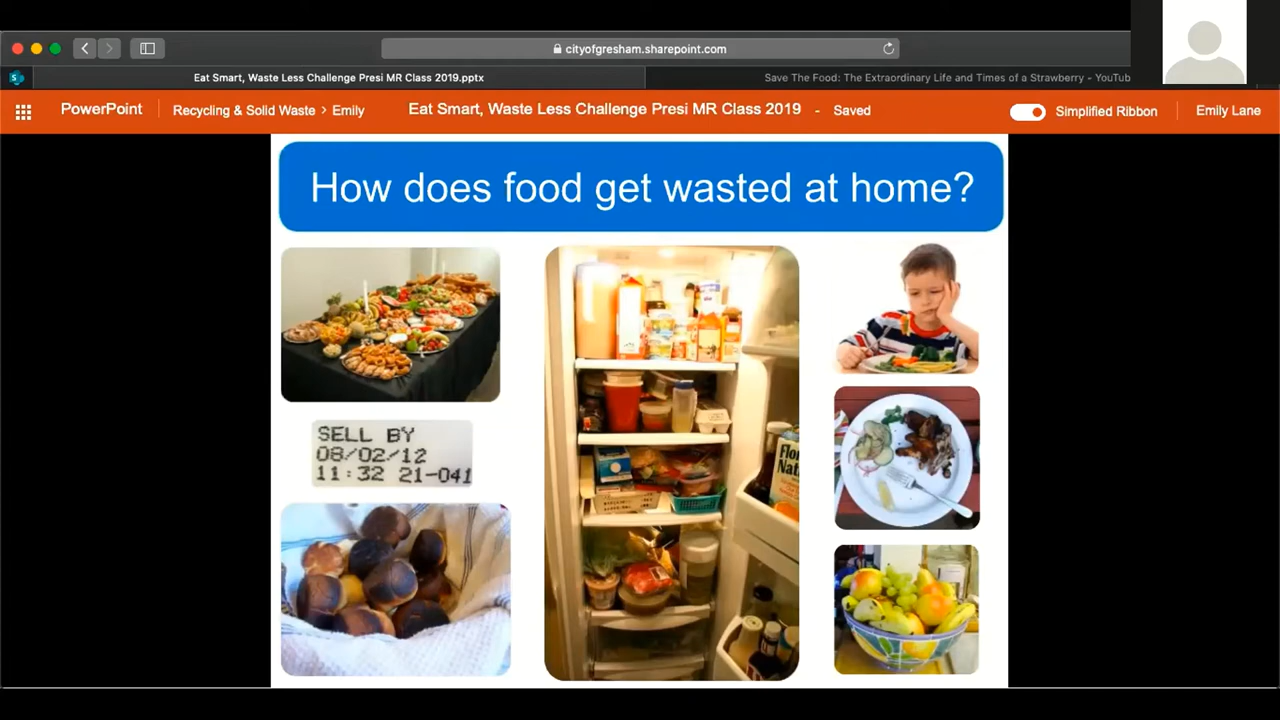 cityofgresham.sharepoint.com
Eat Smart, Waste Less Challenge Presi MR Class 2019.pptx
Save The Food: The Extraordinary Life and Times of a Strawberry - YouTub
PowerPoint
Recycling & Solid Waste > Emily
Eat Smart, Waste Less Challenge Presi MR Class 2019 - Saved
Simplified Ribbon
Emily Lane
How does food get wasted at home?
SELL BY
08/02/12
11:32 21-041
Flor
Nat